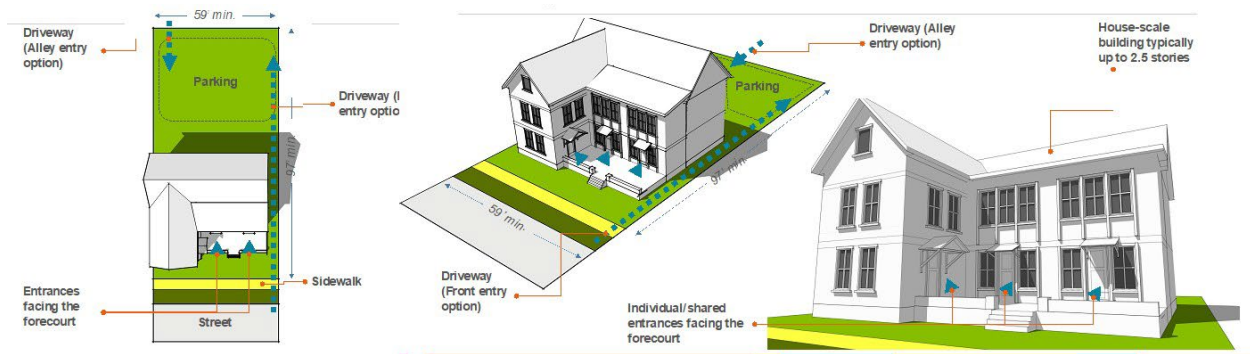 59' min.
Driveway
(Alley entry
option)
Parking
Driveway (I
entry optio
97' min.
Entrances
facing the
forecourt
Sidewalk
Street
Driveway (Alley
entry option)
Parking
97' min.
59' min.
Driveway
(Front entry
option)
House-scale
building typically
up to 2.5 stories
Individual/shared
entrances facing the
forecourt